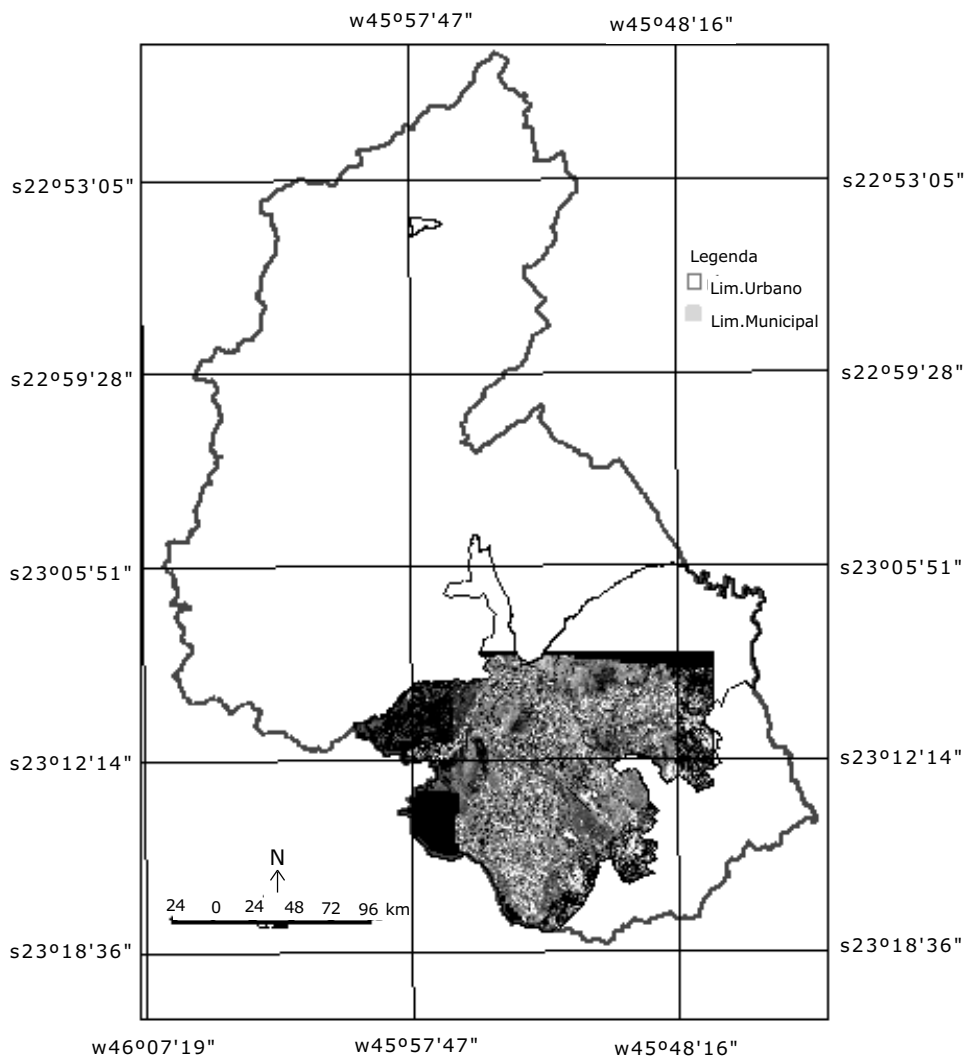 w45º57'47" w45º48'16"
s22º53'05" s22º53'05"
Legenda
Lim.Urbano
Lim.Municipal
s22º59'28" s22º59'28"
s23º05'51" s23º05'51"
s23º12'14" s23º12'14"
N
24 0 24 48 72 96 km
s23º18'36" s23º18'36"
w46º07'19" w45º57'47" w45º48'16"